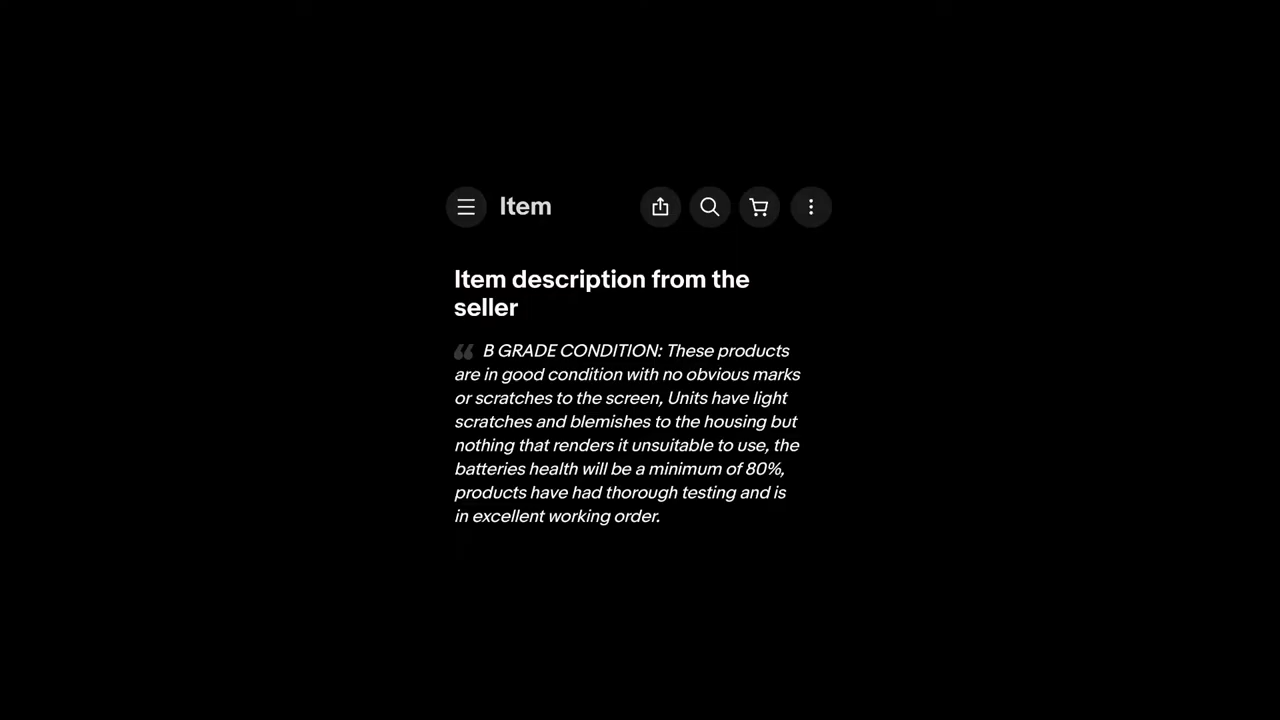 Item
Item description from the
seller
“ B GRADE CONDITION: These products
are in good condition with no obvious marks
or scratches to the screen, Units have light
scratches and blemishes to the housing but
nothing that renders it unsuitable to use, the
batteries health will be a minimum of 80%,
products have had thorough testing and is
in excellent working order.